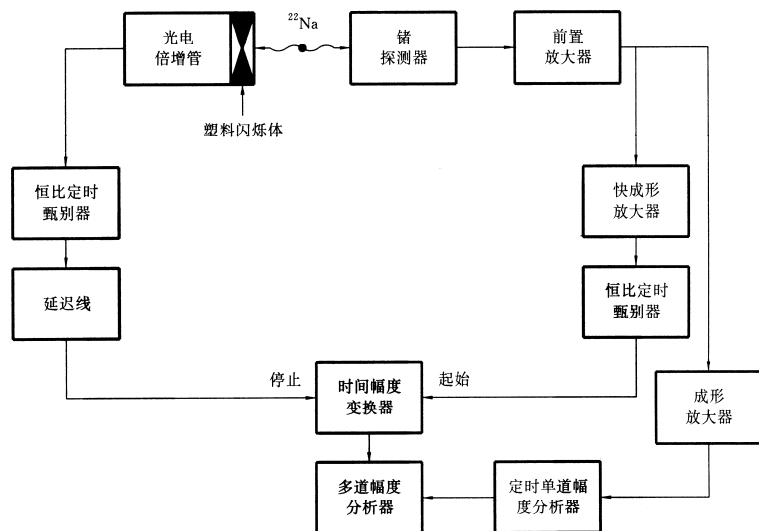 ²²Na
光电
倍增管
锗
探测器
前置
放大器
塑料闪烁体
恒比定时
甄别器
快成形
放大器
延迟线
恒比定时
甄别器
停止
时间幅度
变换器
起始
成形
放大器
多道幅度
分析器
定时单道幅
度分析器